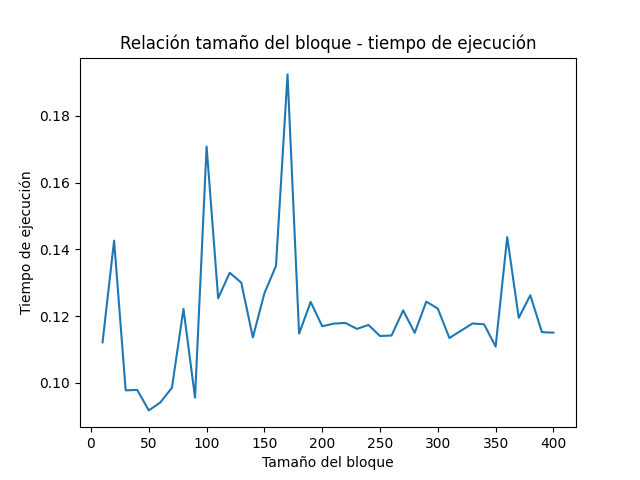 Relación tamaño del bloque - tiempo de ejecución
Tiempo de ejecución
0.18
0.16
0.14
0.12
0.10
0 50 100 150 200 250 300 350 400
Tamaño del bloque